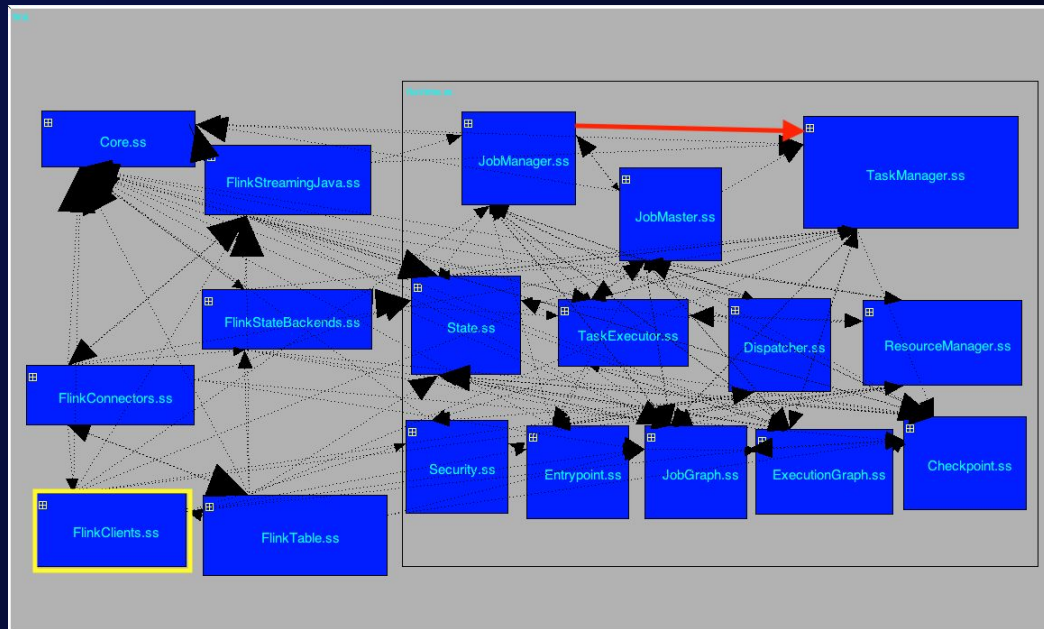 Core.ss
FlinkStreamingJava.ss
JobManager.ss
TaskManager.ss
JobMaster.ss
FlinkStateBackends.ss
State.ss
TaskExecutor.ss
Dispatcher.ss
ResourceManager.ss
FlinkConnectors.ss
Security.ss
Entrypoint.ss
JobGraph.ss
ExecutionGraph.ss
Checkpoint.ss
FlinkClients.ss
FlinkTable.ss